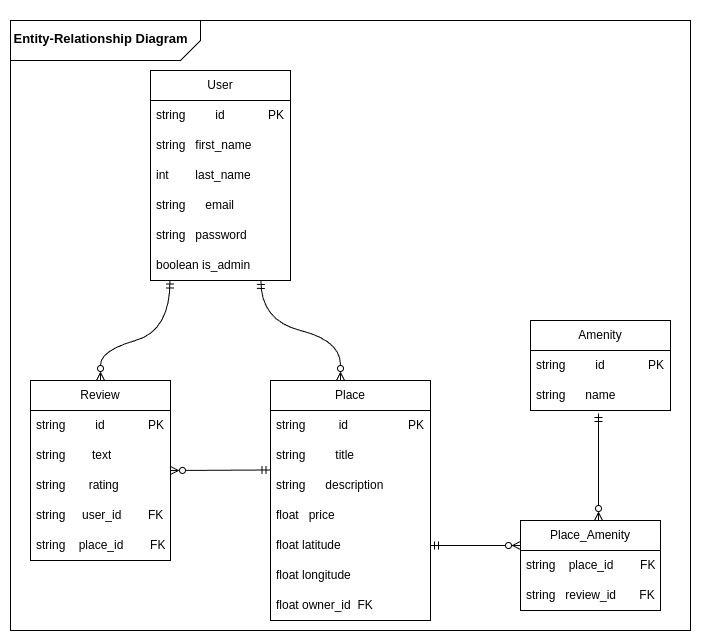 Entity-Relationship Diagram
User
string id PK
string first_name
int last_name
string email
string password
boolean is_admin
Review
string id PK
string text
string rating
string user_id FK
string place_id FK
Place
string id PK
string title
string description
float price
float latitude
float longitude
float owner_id FK
Amenity
string id PK
string name
Place_Amenity
string place_id FK
string review_id FK